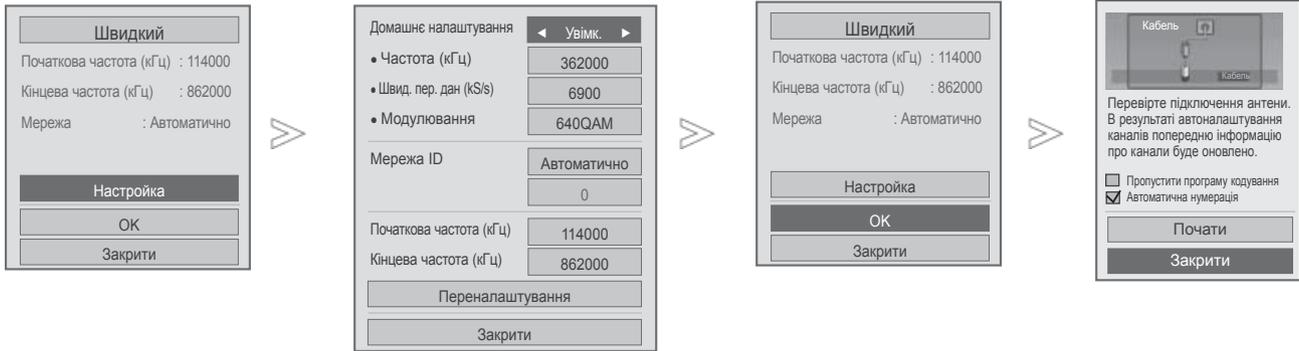 Швидкий
Початкова частота (кГц) : 114000
Кінцева частота (кГц) : 862000
Мережа : Автоматично
Настройка
OK
Закрити
Домашнє налаштування ◄ Увімк. ►
• Частота (кГц) 362000
• Швид. пер. дан (kS/s) 6900
• Модулювання 640QAM
Мережа ID Автоматично
0
Початкова частота (кГц) 114000
Кінцева частота (кГц) 862000
Переналаштування
Закрити
Швидкий
Початкова частота (кГц) : 114000
Кінцева частота (кГц) : 862000
Мережа : Автоматично
Настройка
OK
Закрити
Кабель
Кабель
Перевірте підключення антени.
В результаті автоналаштування
каналів попередню інформацію
про канали буде оновлено.
Пропустити програму кодування
Автоматична нумерація
Почати
Закрити